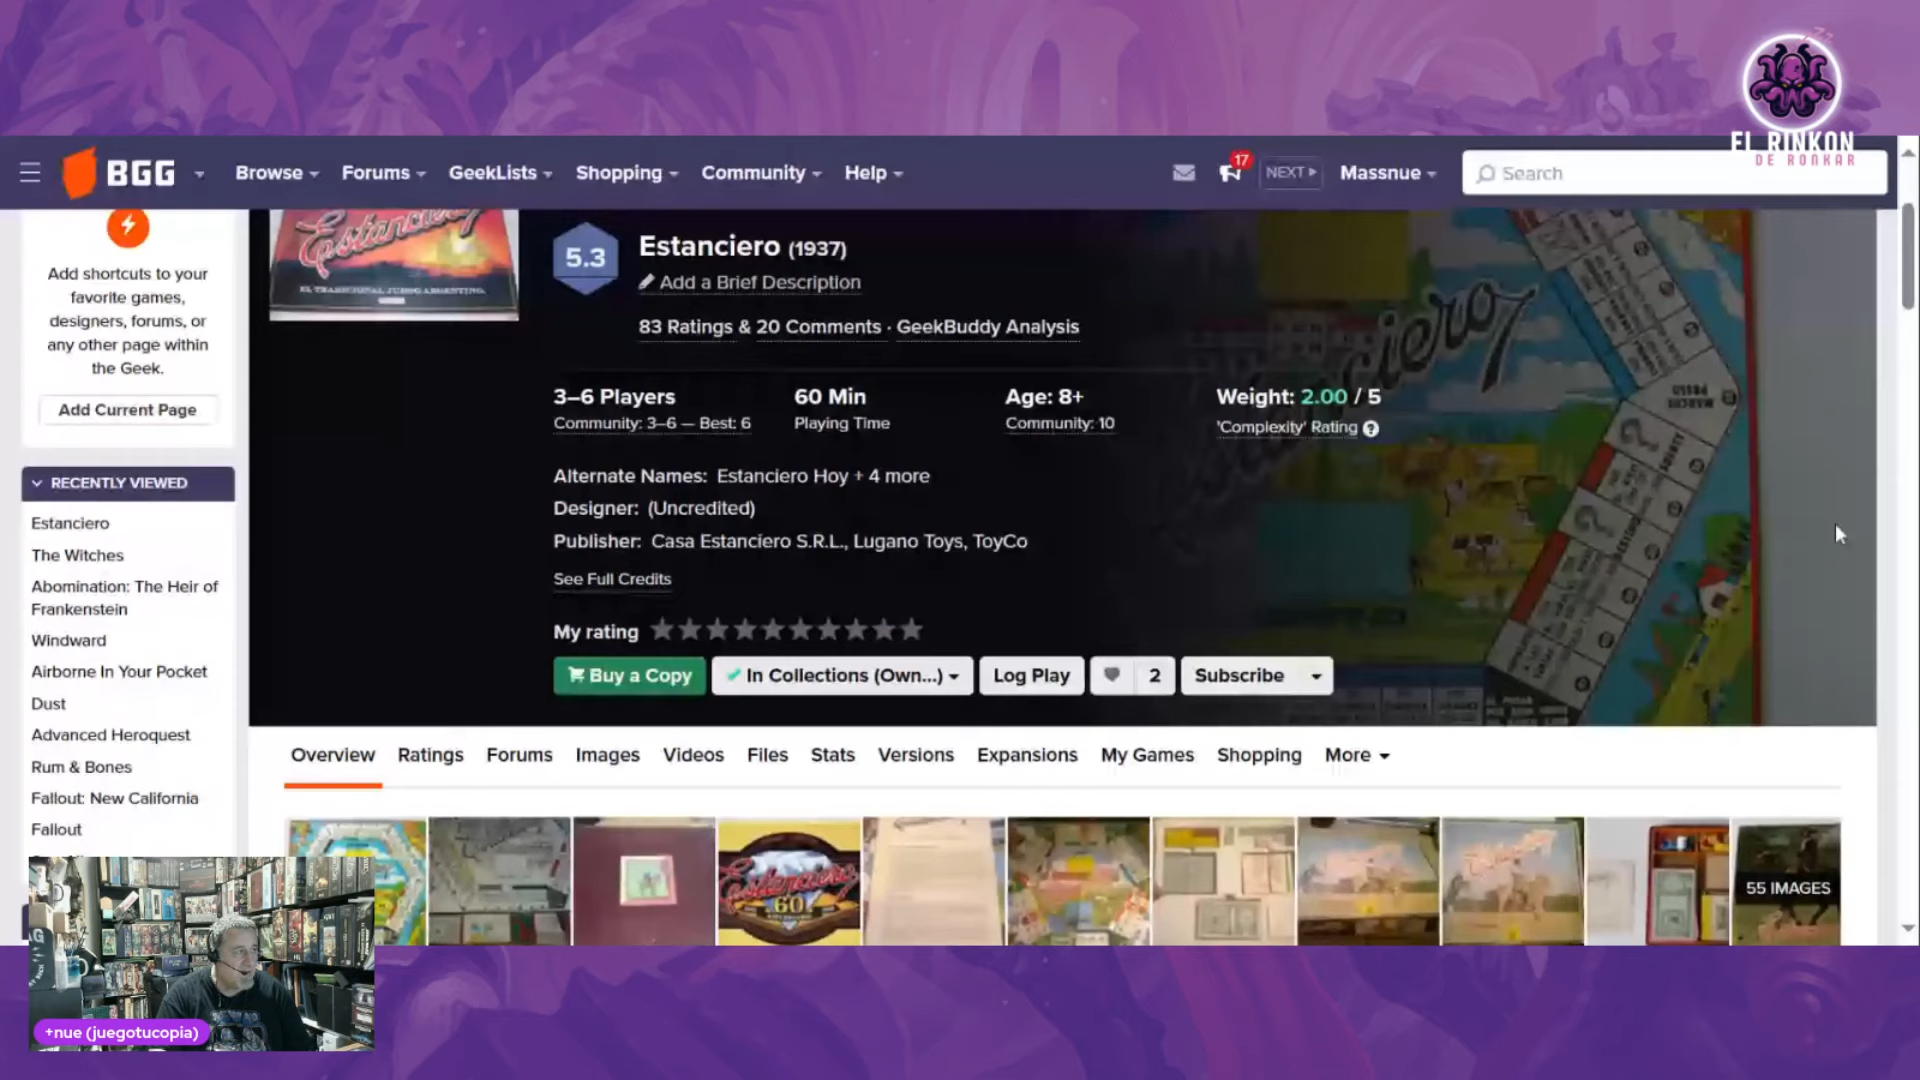 EL RINKON
DE RONKAR
BGG
Browse
Forums
GeekLists
Shopping
Community
Help
17
NEXT
Massnue
Search
Add shortcuts to your
favorite games,
designers, forums, or
any other page within
the Geek.
Add Current Page
RECENTLY VIEWED
Estanciero
The Witches
Abomination: The Heir of
Frankenstein
Windward
Airborne In Your Pocket
Dust
Advanced Heroquest
Rum & Bones
Fallout: New California
Fallout
Estanciero
EL TRADICIONAL JUEGO ARGENTINO.
5.3
Estanciero (1937)
Add a Brief Description
83 Ratings & 20 Comments · GeekBuddy Analysis
3–6 Players
Community: 3–6 — Best: 6
60 Min
Playing Time
Age: 8+
Community: 10
Weight: 2.00 / 5
'Complexity' Rating
Alternate Names: Estanciero Hoy + 4 more
Designer: (Uncredited)
Publisher: Casa Estanciero S.R.L., Lugano Toys, ToyCo
See Full Credits
My rating
Buy a Copy
In Collections (Own...)
Log Play
2
Subscribe
Overview
Ratings
Forums
Images
Videos
Files
Stats
Versions
Expansions
My Games
Shopping
More
Estanciero
60
55 IMAGES
+nue (juegotucopia)